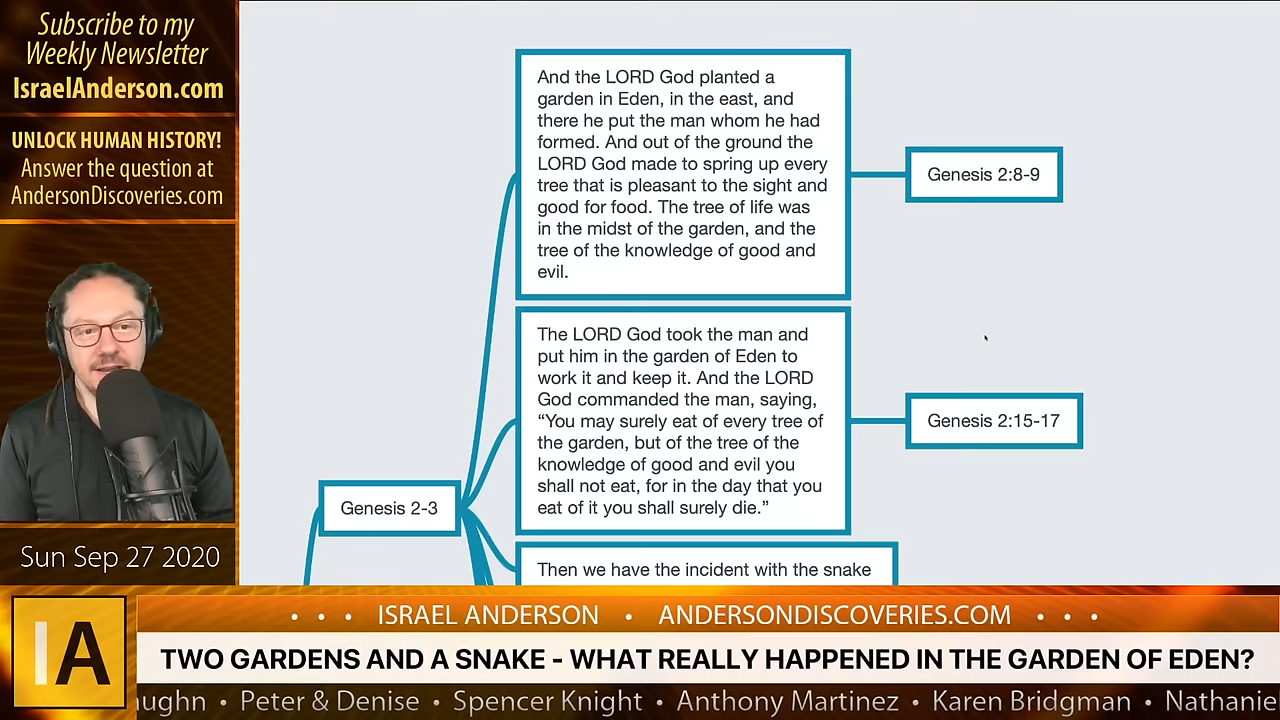 Subscribe to my
Weekly Newsletter
IsraelAnderson.com
UNLOCK HUMAN HISTORY!
Answer the question at
AndersonDiscoveries.com
And the LORD God planted a
garden in Eden, in the east, and
there he put the man whom he had
formed. And out of the ground the
LORD God made to spring up every
tree that is pleasant to the sight and
good for food. The tree of life was
in the midst of the garden, and the
tree of the knowledge of good and
evil.
Genesis 2:8-9
The LORD God took the man and
put him in the garden of Eden to
work it and keep it. And the LORD
God commanded the man, saying,
“You may surely eat of every tree of
the garden, but of the tree of the
knowledge of good and evil you
shall not eat, for in the day that you
eat of it you shall surely die.”
Genesis 2:15-17
Genesis 2-3
Then we have the incident with the snake
Sun Sep 27 2020
IA
• • • ISRAEL ANDERSON • ANDERSONDISCOVERIES.COM • • •
TWO GARDENS AND A SNAKE - WHAT REALLY HAPPENED IN THE GARDEN OF EDEN?
aughn • Peter & Denise • Spencer Knight • Anthony Martinez • Karen Bridgman • Nathanie